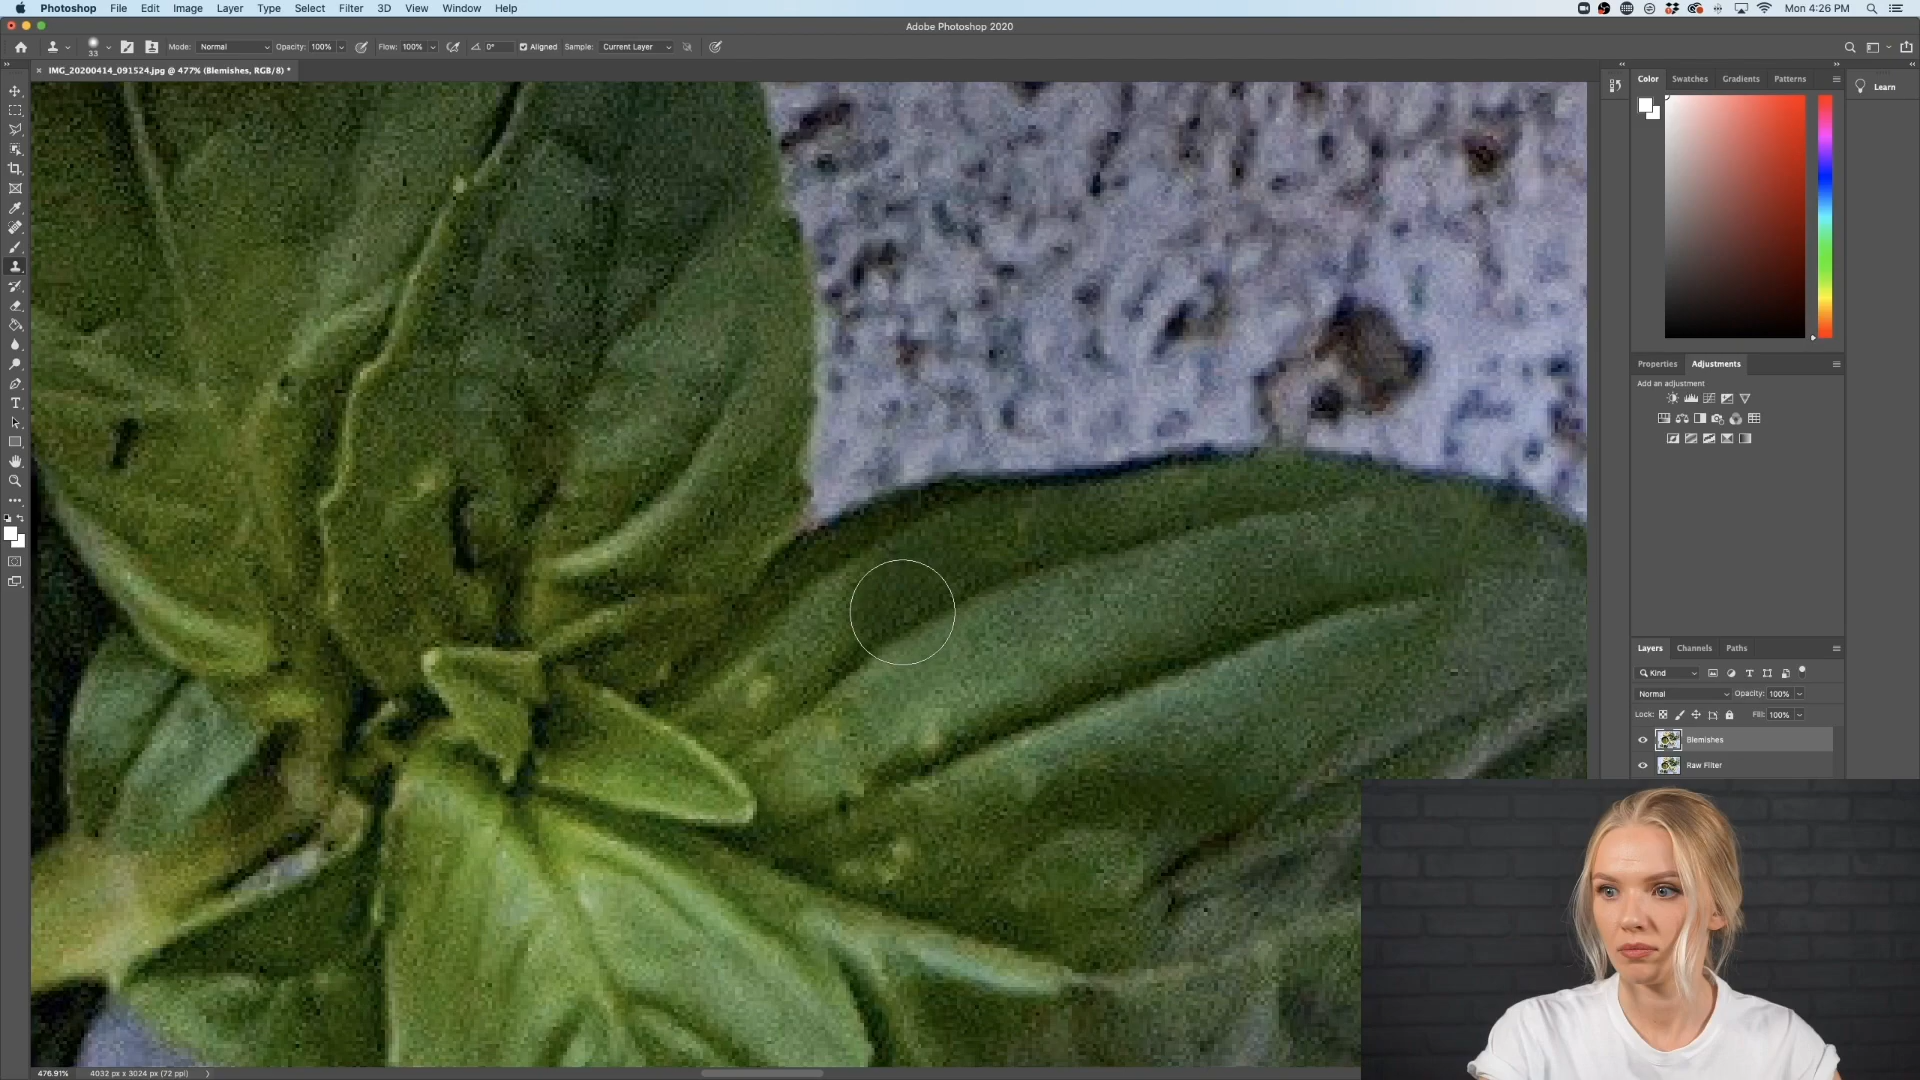 Photoshop File Edit Image Layer Type Select Filter 3D View Window Help Mon 4:26 PM
Adobe Photoshop 2020
33 Mode: Normal Opacity: 100% Flow: 100% 0° Aligned Sample: Current Layer
IMG_20200414_091524.jpg @ 477% (Blemishes, RGB/8) *
Color Swatches Gradients Patterns
Learn
Properties Adjustments
Add an adjustment
Layers Channels Paths
Kind
Normal Opacity: 100%
Lock: Fill: 100%
Blemishes
Raw Filter
476.91% 4032 px x 3024 px (72 ppi)